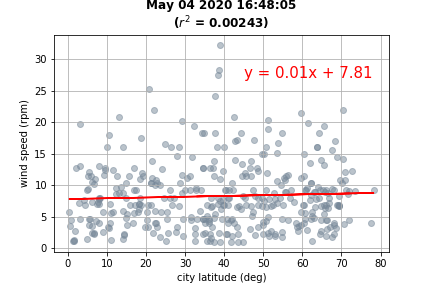 May 04 2020 16:48:05
(r² = 0.00243)
y = 0.01x + 7.81
wind speed (rpm)
30
25
20
15
10
5
0
0 10 20 30 40 50 60 70 80
city latitude (deg)